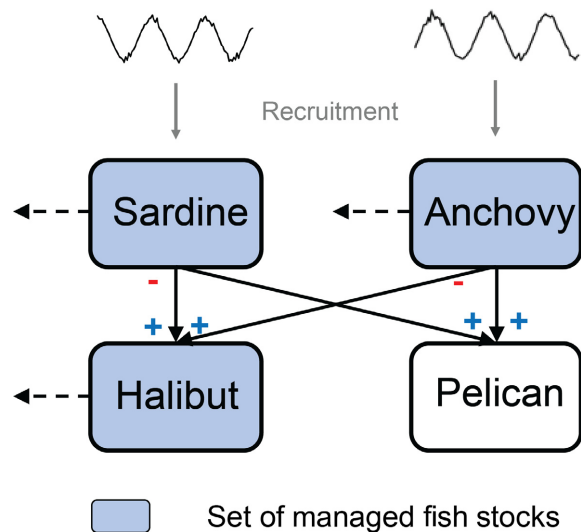 Recruitment
Sardine
Anchovy
- -
+ + + +
Halibut
Pelican
Set of managed fish stocks